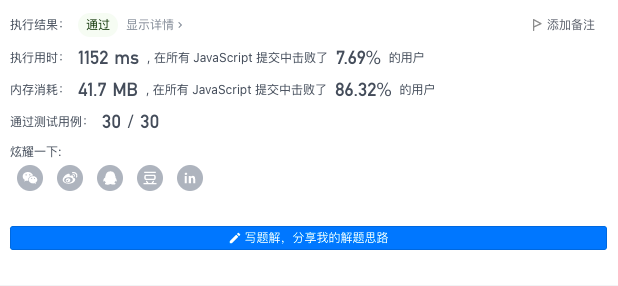 执行结果： 通过 显示详情 > 添加备注
执行用时： 1152 ms , 在所有 JavaScript 提交中击败了 7.69% 的用户
内存消耗： 41.7 MB , 在所有 JavaScript 提交中击败了 86.32% 的用户
通过测试用例： 30 / 30
炫耀一下:
豆 in
写题解，分享我的解题思路